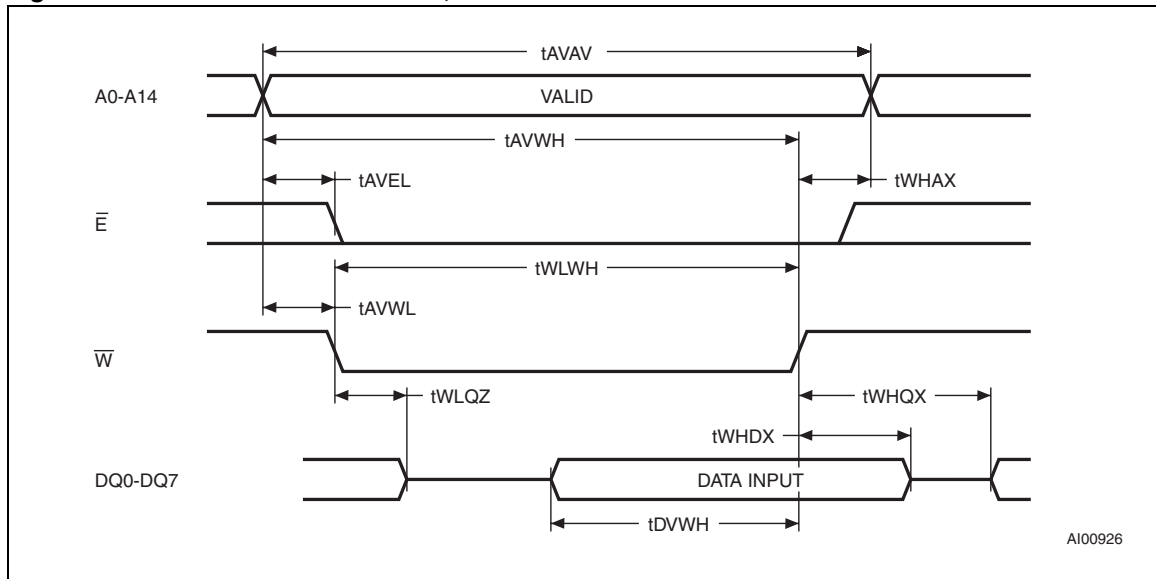 tAVAV
A0-A14
VALID
tAVWH
tAVEL
tWHAX
E̅
tWLWH
tAVWL
W̅
tWLQZ
tWHQX
tWHDX
DQ0-DQ7
DATA INPUT
tDVWH
AI00926